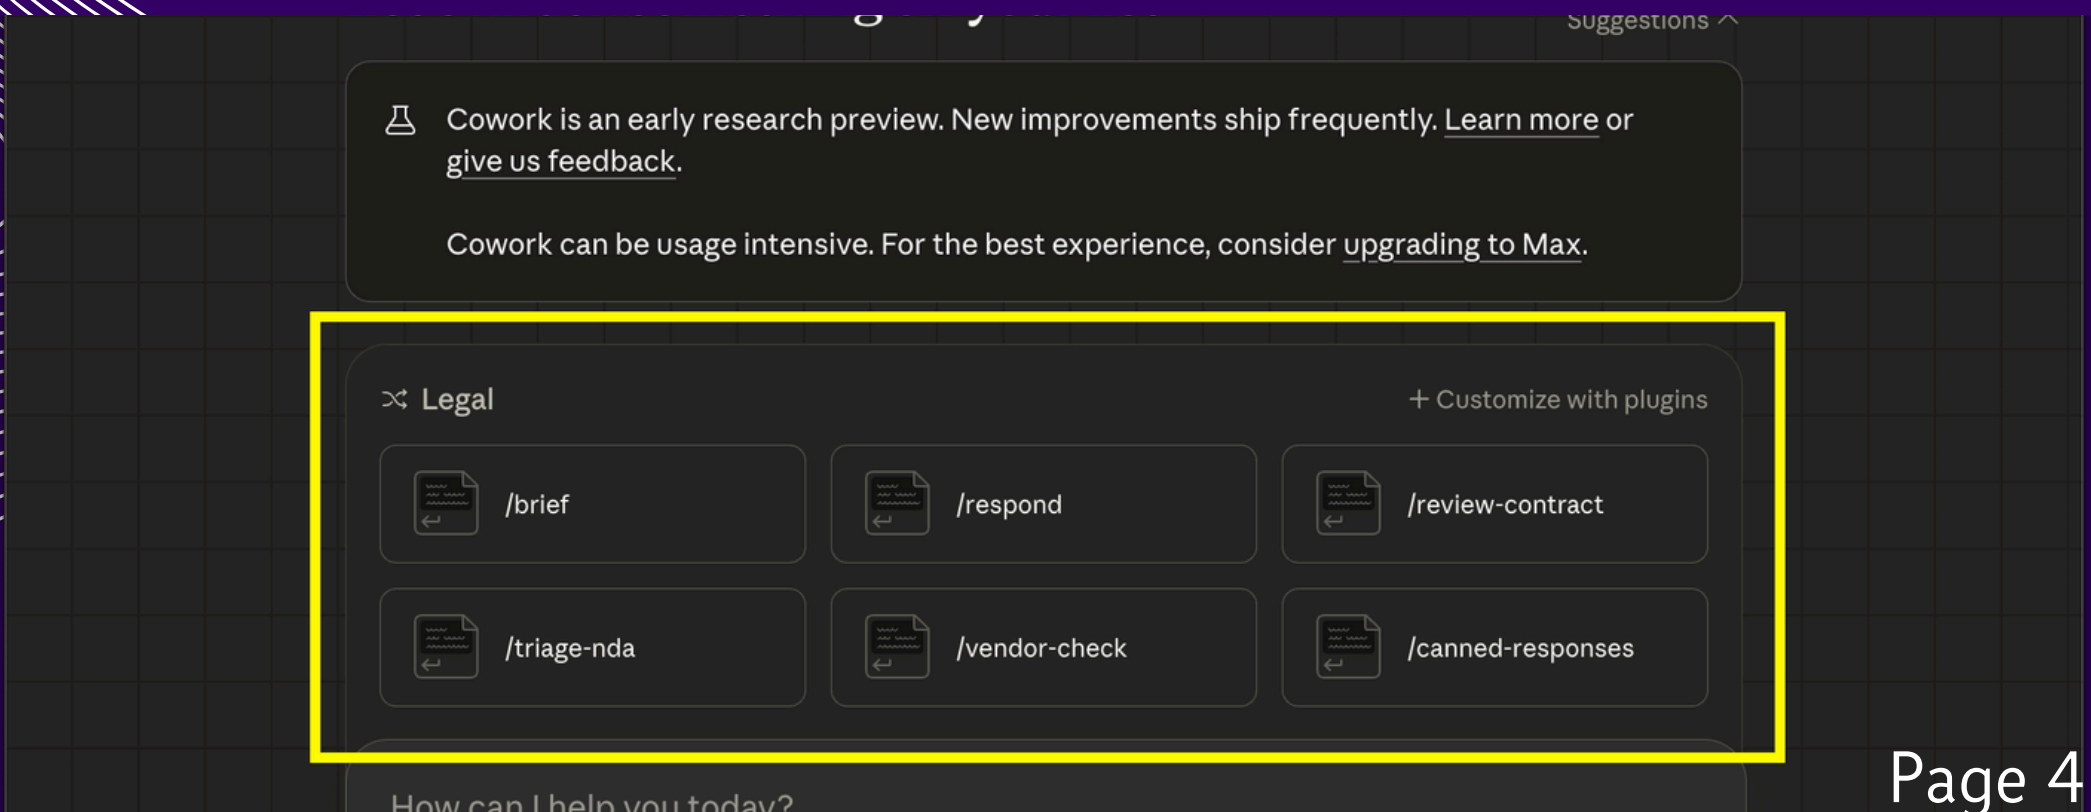 Suggestions
Cowork is an early research preview. New improvements ship frequently. Learn more or
give us feedback.
Cowork can be usage intensive. For the best experience, consider upgrading to Max.
Legal
+ Customize with plugins
/brief
/respond
/review-contract
/triage-nda
/vendor-check
/canned-responses
How can I help you today?
Page 4